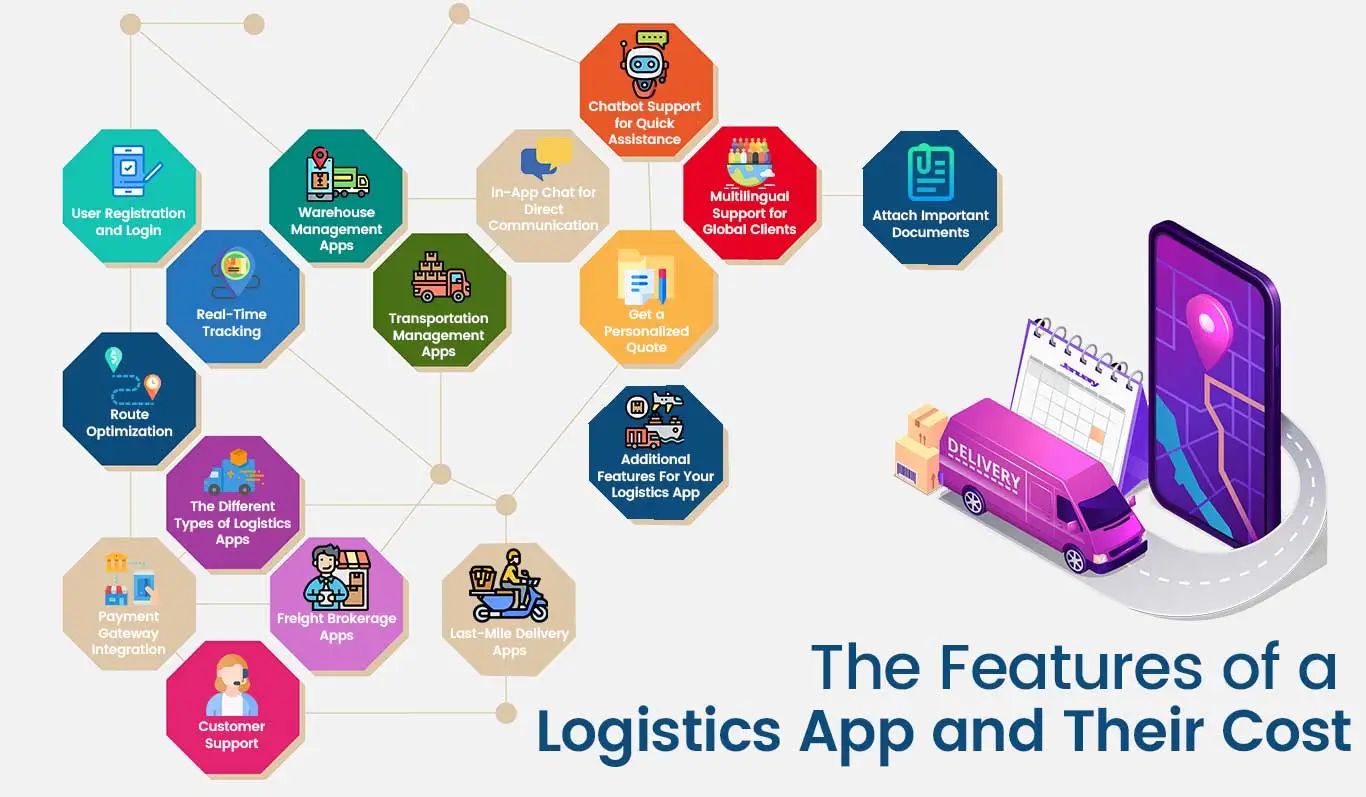 Chatbot Support
for Quick
Assistance
User Registration
and Login
Warehouse
Management
Apps
In-App Chat for
Direct
Communication
Multilingual
Support for
Global Clients
Attach Important
Documents
Real-Time
Tracking
Transportation
Management
Apps
Get a
Personalized
Quote
Route
Optimization
Additional
Features For Your
Logistics App
The Different
Types of Logistics
Apps
Payment
Gateway
Integration
Freight Brokerage
Apps
Last-Mile Delivery
Apps
Customer
Support
January
DELIVERY
The Features of a
Logistics App and Their Cost